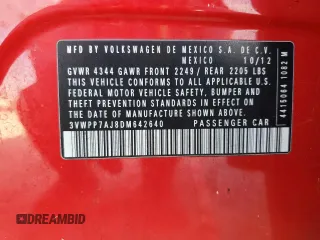 MFD BY VOLKSWAGEN DE MEXICO S.A. DE C.V.
MEXICO 10/12
GVWR 4344 GAWR FRONT 2249 / REAR 2205 LBS
THIS VEHICLE CONFORMS TO ALL APPLICABLE U.S.
FEDERAL MOTOR VEHICLE SAFETY, BUMPER AND
THEFT PREVENTION STANDARDS IN EFFECT ON
THE DATE OF MANUFACTURE SHOWN ABOVE.
3VWPP7AJ8DM642640 PASSENGER CAR
4415064 1082 M
DREAMBID